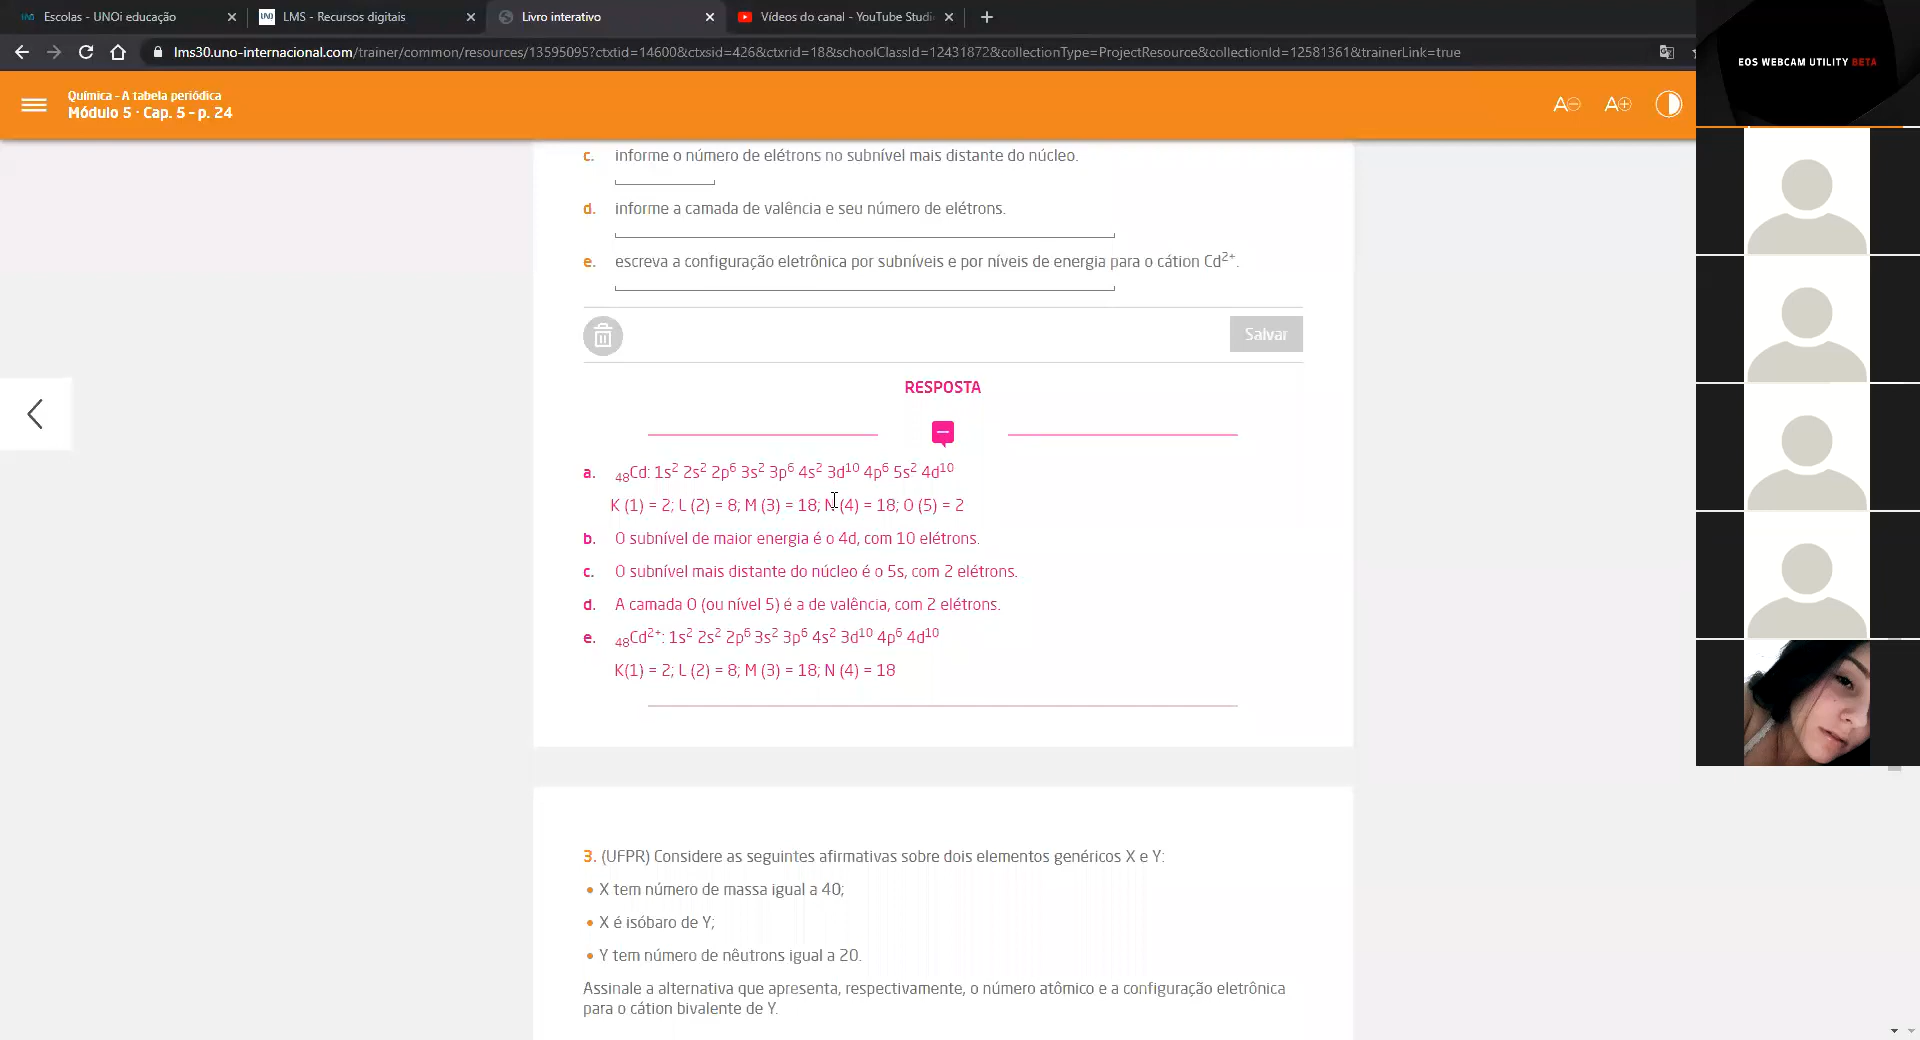 Escolas - UNOi educação
LMS - Recursos digitais
Livro interativo
Vídeos do canal - YouTube Studi
lms30.uno-internacional.com/trainer/common/resources/13595095?ctxtid=14600&ctxsid=426&ctxrid=18&schoolClassId=12431872&collectionType=ProjectResource&collectionId=12581361&trainerLink=true
EOS WEBCAM UTILITY BETA
Química - A tabela periódica
Módulo 5 · Cap. 5 - p. 24
c. informe o número de elétrons no subnível mais distante do núcleo.
d. informe a camada de valência e seu número de elétrons.
e. escreva a configuração eletrônica por subníveis e por níveis de energia para o cátion Cd²⁺.
Salvar
RESPOSTA
a. ₄₈Cd: 1s² 2s² 2p⁶ 3s² 3p⁶ 4s² 3d¹⁰ 4p⁶ 5s² 4d¹⁰
K (1) = 2; L (2) = 8; M (3) = 18; N (4) = 18; O (5) = 2
b. O subnível de maior energia é o 4d, com 10 elétrons.
c. O subnível mais distante do núcleo é o 5s, com 2 elétrons.
d. A camada O (ou nível 5) é a de valência, com 2 elétrons.
e. ₄₈Cd²⁺: 1s² 2s² 2p⁶ 3s² 3p⁶ 4s² 3d¹⁰ 4p⁶ 4d¹⁰
K(1) = 2; L (2) = 8; M (3) = 18; N (4) = 18
3. (UFPR) Considere as seguintes afirmativas sobre dois elementos genéricos X e Y:
• X tem número de massa igual a 40;
• X é isóbaro de Y;
• Y tem número de nêutrons igual a 20.
Assinale a alternativa que apresenta, respectivamente, o número atômico e a configuração eletrônica
para o cátion bivalente de Y.